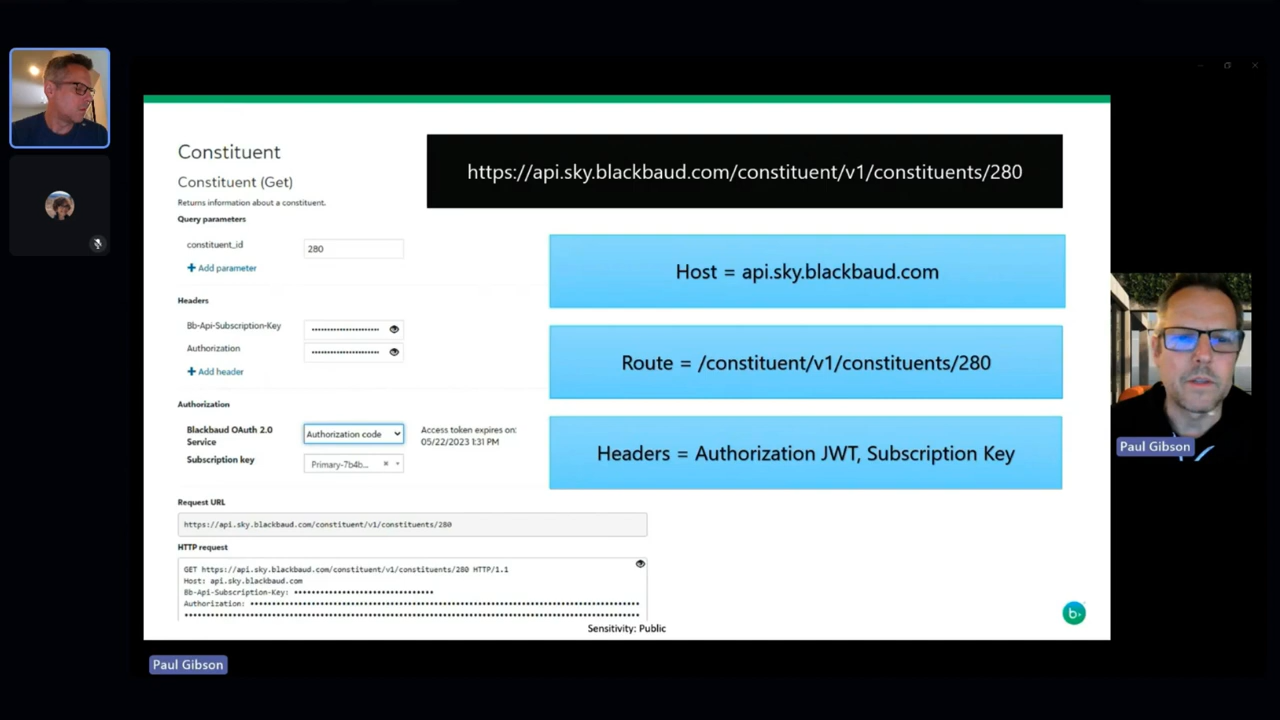 Constituent
Constituent (Get)
Returns information about a constituent.
Query parameters
constituent_id
280
+ Add parameter
Headers
Bb-Api-Subscription-Key
••••••••••••••••••••
Authorization
••••••••••••••••••••
+ Add header
Authorization
Blackbaud OAuth 2.0
Service
Authorization code
Access token expires on:
05/22/2023 1:31 PM
Subscription key
Primary-7b4b...
Request URL
https://api.sky.blackbaud.com/constituent/v1/constituents/280
HTTP request
GET https://api.sky.blackbaud.com/constituent/v1/constituents/280 HTTP/1.1
Host: api.sky.blackbaud.com
Bb-Api-Subscription-Key: ••••••••••••••••••••••••••••••••
Authorization: ••••••••••••••••••••••••••••••••••••••••
https://api.sky.blackbaud.com/constituent/v1/constituents/280
Host = api.sky.blackbaud.com
Route = /constituent/v1/constituents/280
Headers = Authorization JWT, Subscription Key
Sensitivity: Public
b
Paul Gibson
Paul Gibson